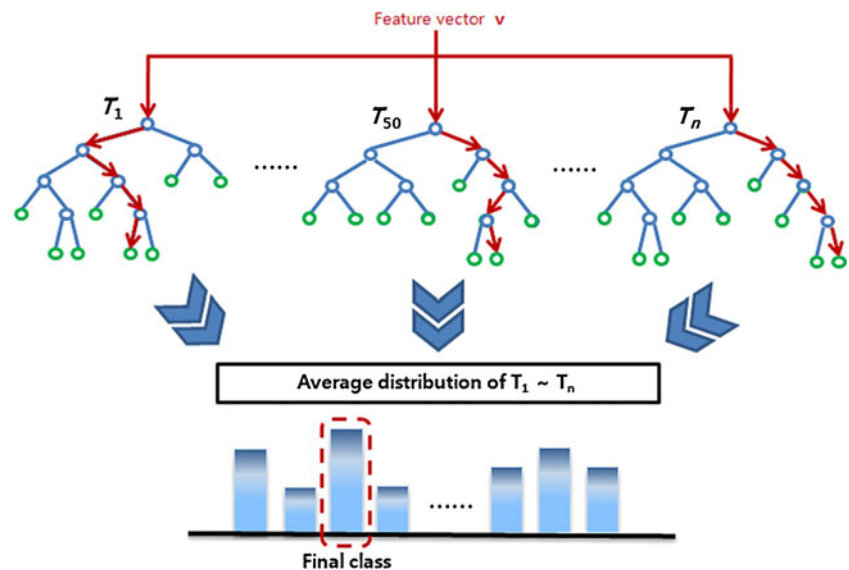 Feature vector v
T1
T50
Tn
......
......
Average distribution of T1 ~ Tn
......
Final class